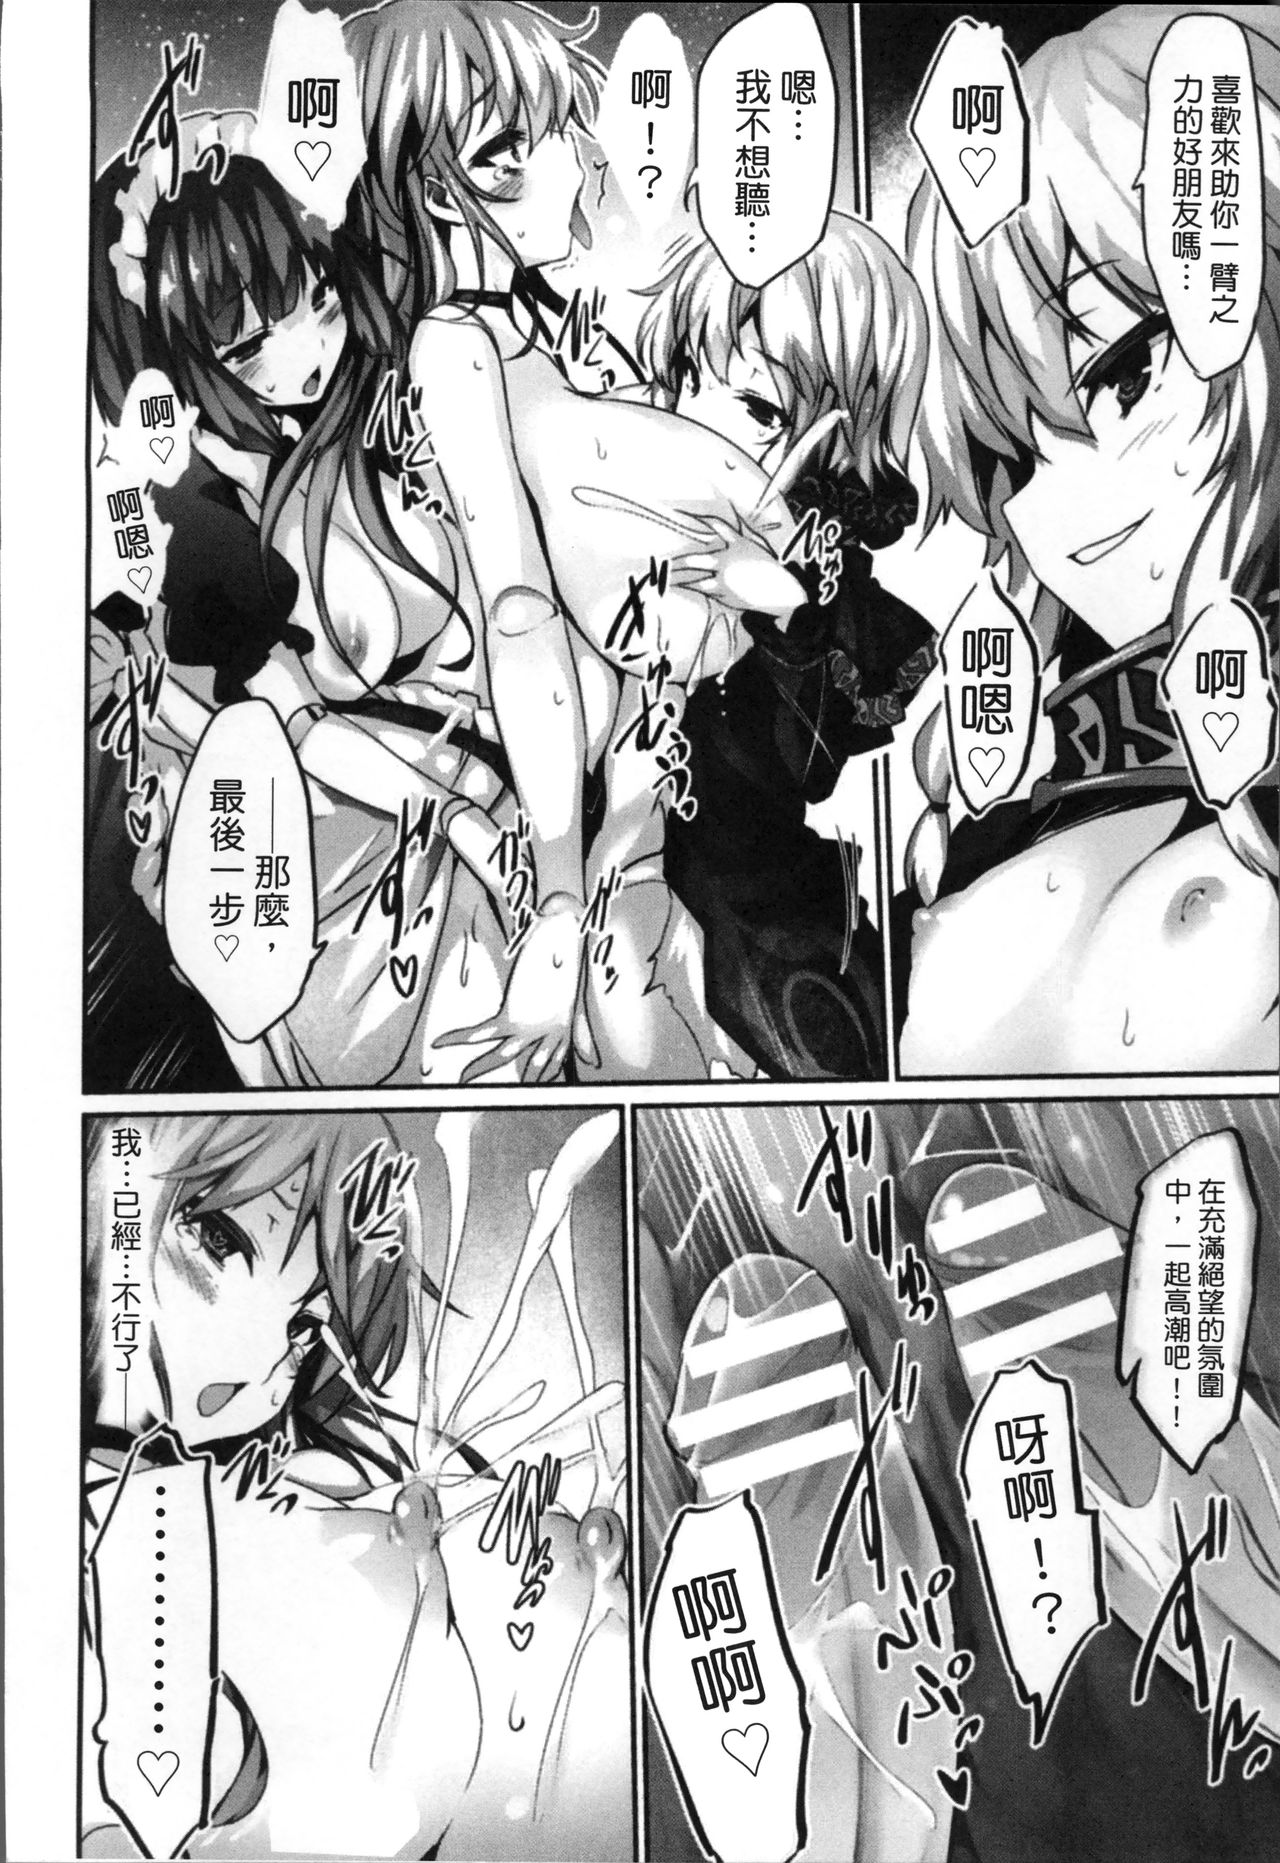 喜歡來助你一臂之
力的好朋友嗎…
啊♡
啊♡
啊嗯♡
嗯…
我不想聽…
啊！？
啊♡
啊♡
啊嗯♡
——那麼，
最後一步♡
在充滿絕望的氛圍
中，一起高潮吧！！
呀啊！？
啊啊♡
我…已經…不行了——
…………♡